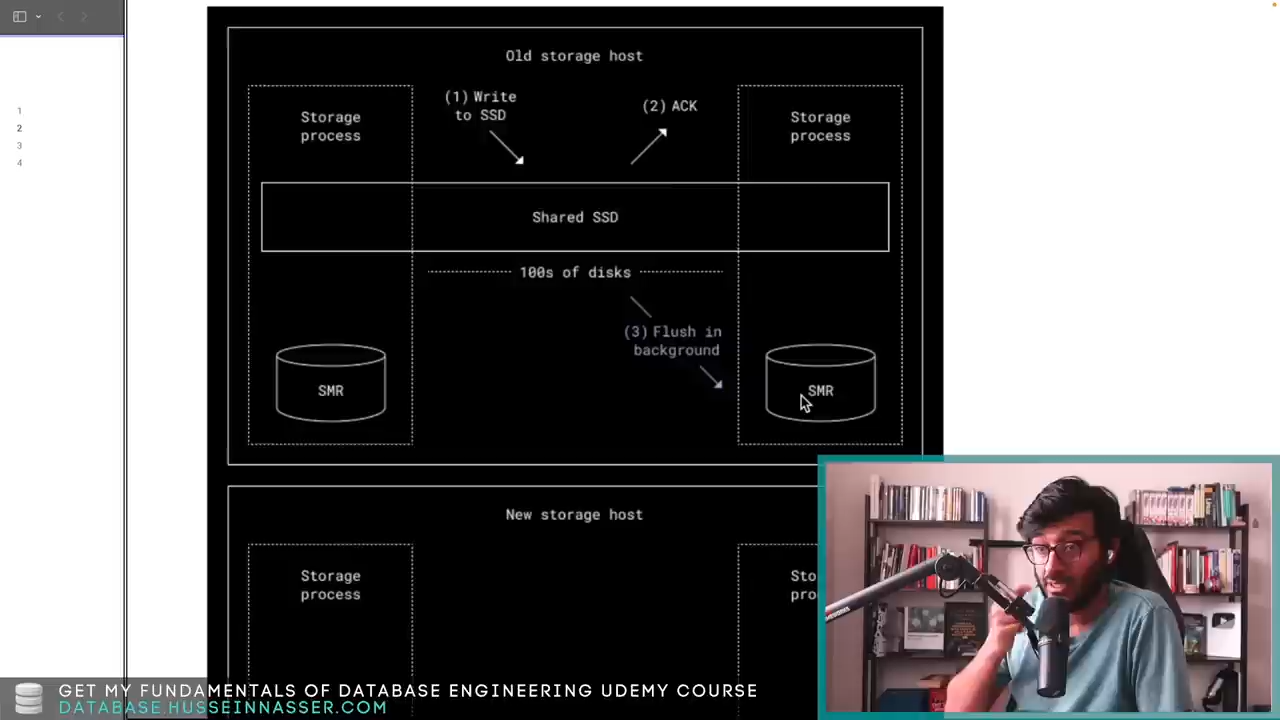 1
2
3
4
Old storage host
Storage
process
(1) Write
to SSD
(2) ACK
Storage
process
Shared SSD
100s of disks
(3) Flush in
background
SMR
SMR
New storage host
Storage
process
Sto
pro
GET MY FUNDAMENTALS OF DATABASE ENGINEERING UDEMY COURSE
DATABASE.HUSSEINNASSER.COM